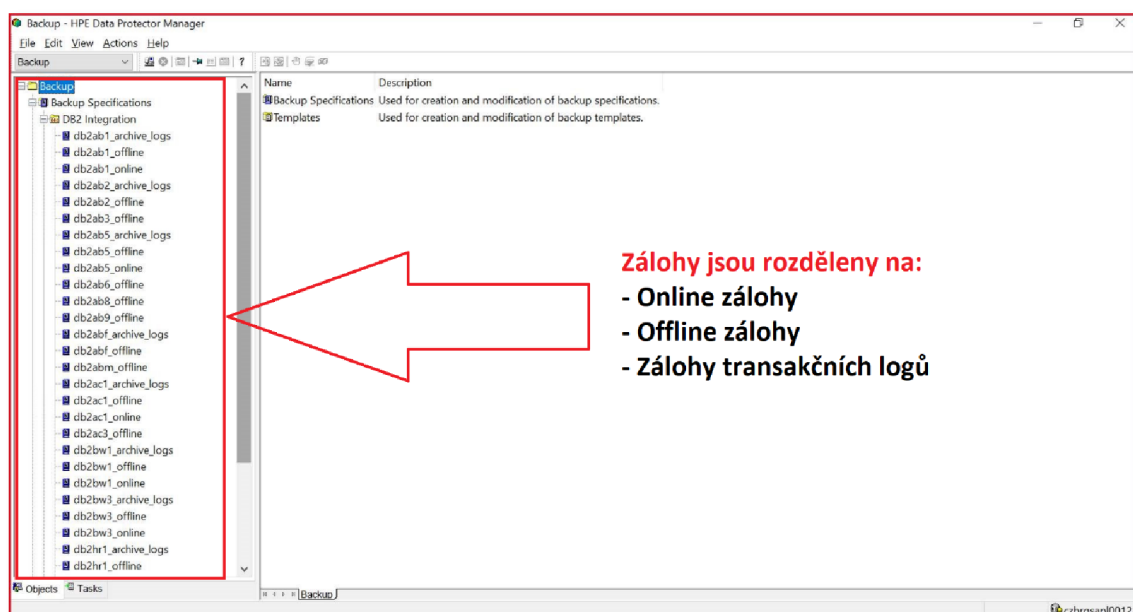 Backup - HPE Data Protector Manager
File Edit View Actions Help
Backup
?
Backup
Backup Specifications
DB2 Integration
db2ab1_archive_logs
db2ab1_offline
db2ab1_online
db2ab2_archive_logs
db2ab2_offline
db2ab3_offline
db2ab5_archive_logs
db2ab5_offline
db2ab5_online
db2ab6_offline
db2ab8_offline
db2ab9_offline
db2abf_archive_logs
db2abf_offline
db2abm_offline
db2ac1_archive_logs
db2ac1_offline
db2ac1_online
db2ac3_offline
db2bw1_archive_logs
db2bw1_offline
db2bw1_online
db2bw3_archive_logs
db2bw3_offline
db2bw3_online
db2hr1_archive_logs
db2hr1_offline
Objects Tasks
Name Description
Backup Specifications Used for creation and modification of backup specifications.
Templates Used for creation and modification of backup templates.
Zálohy jsou rozděleny na:
- Online zálohy
- Offline zálohy
- Zálohy transakčních logů
Backup